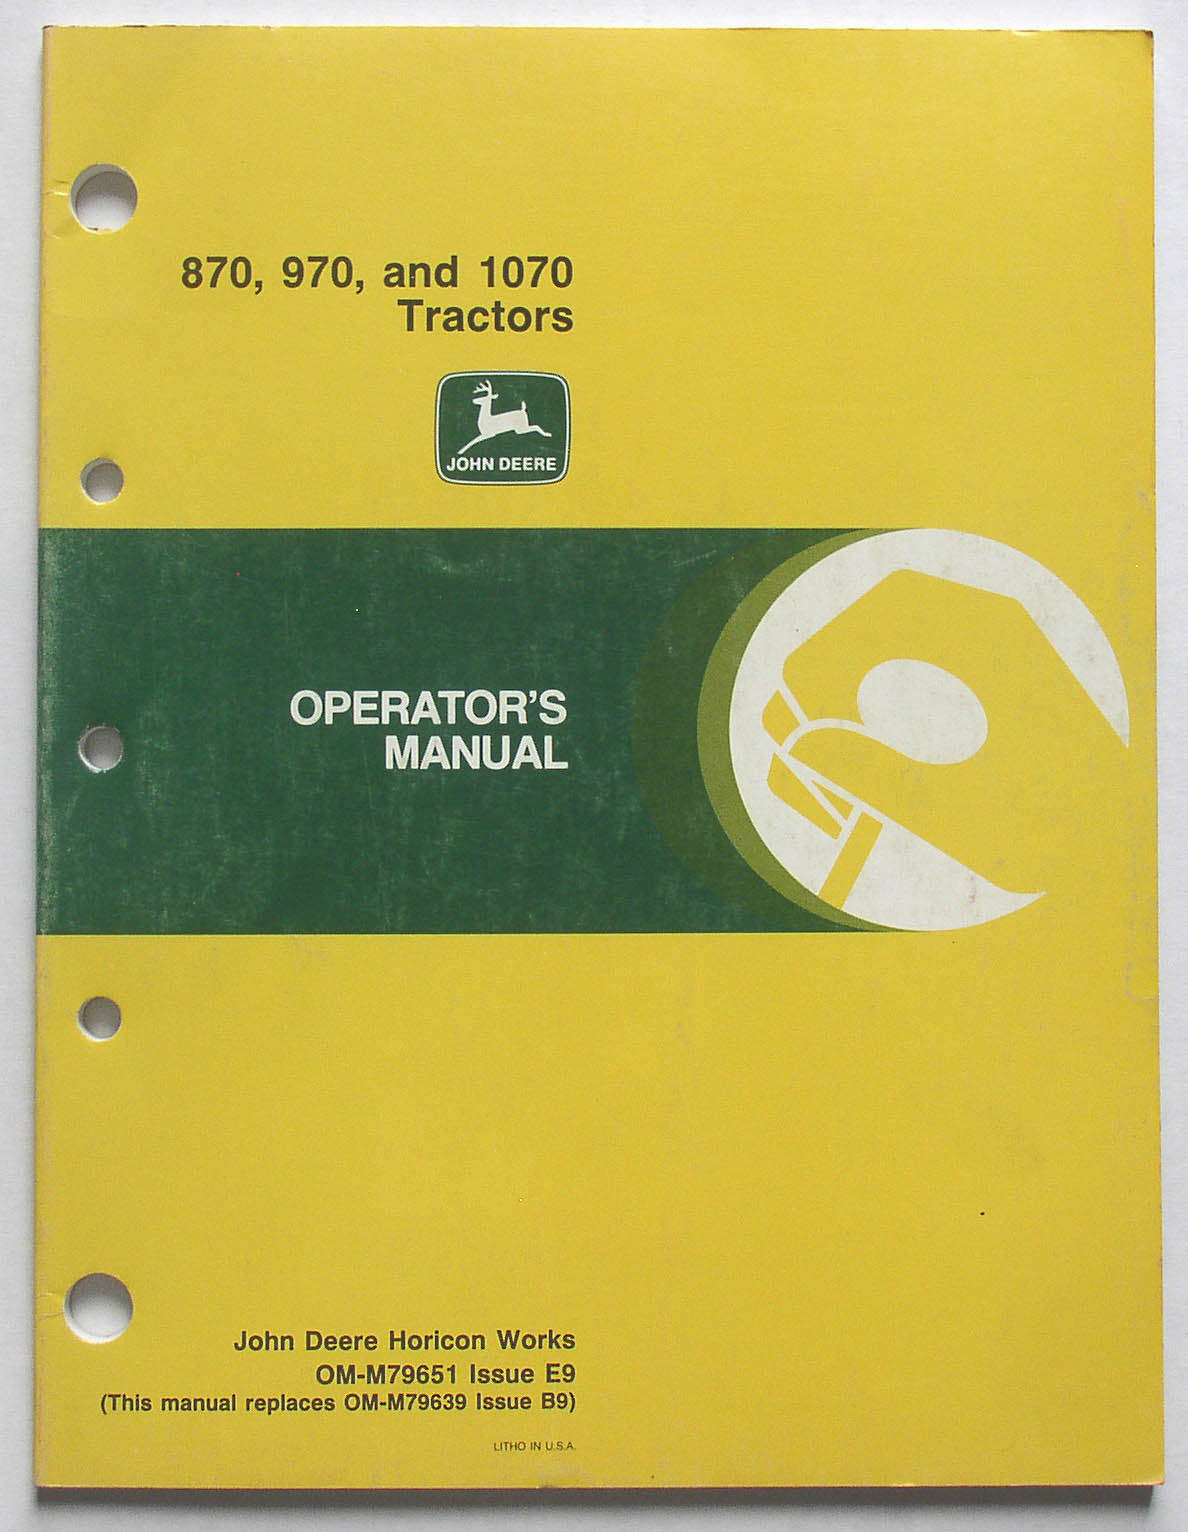 870, 970, and 1070
Tractors
JOHN DEERE
OPERATOR'S
MANUAL
John Deere Horicon Works
OM-M79651 Issue E9
(This manual replaces OM-M79639 Issue B9)
LITHO IN U.S.A.